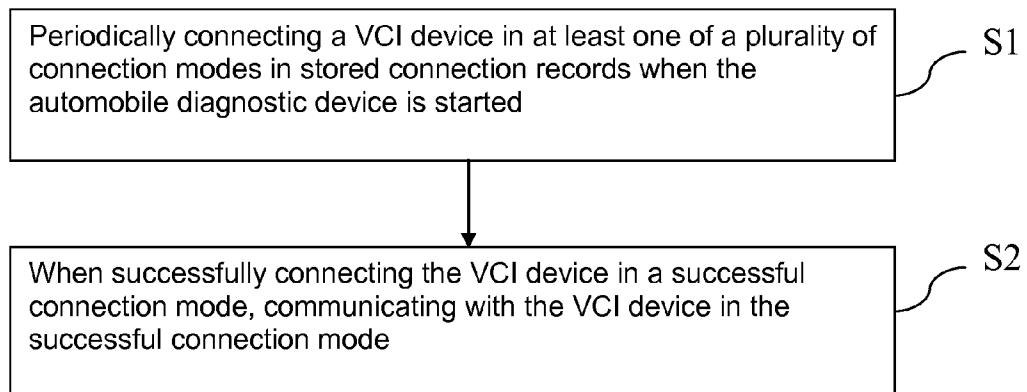 Periodically connecting a VCI device in at least one of a plurality of
connection modes in stored connection records when the
automobile diagnostic device is started
S1
When successfully connecting the VCI device in a successful
connection mode, communicating with the VCI device in the
successful connection mode
S2